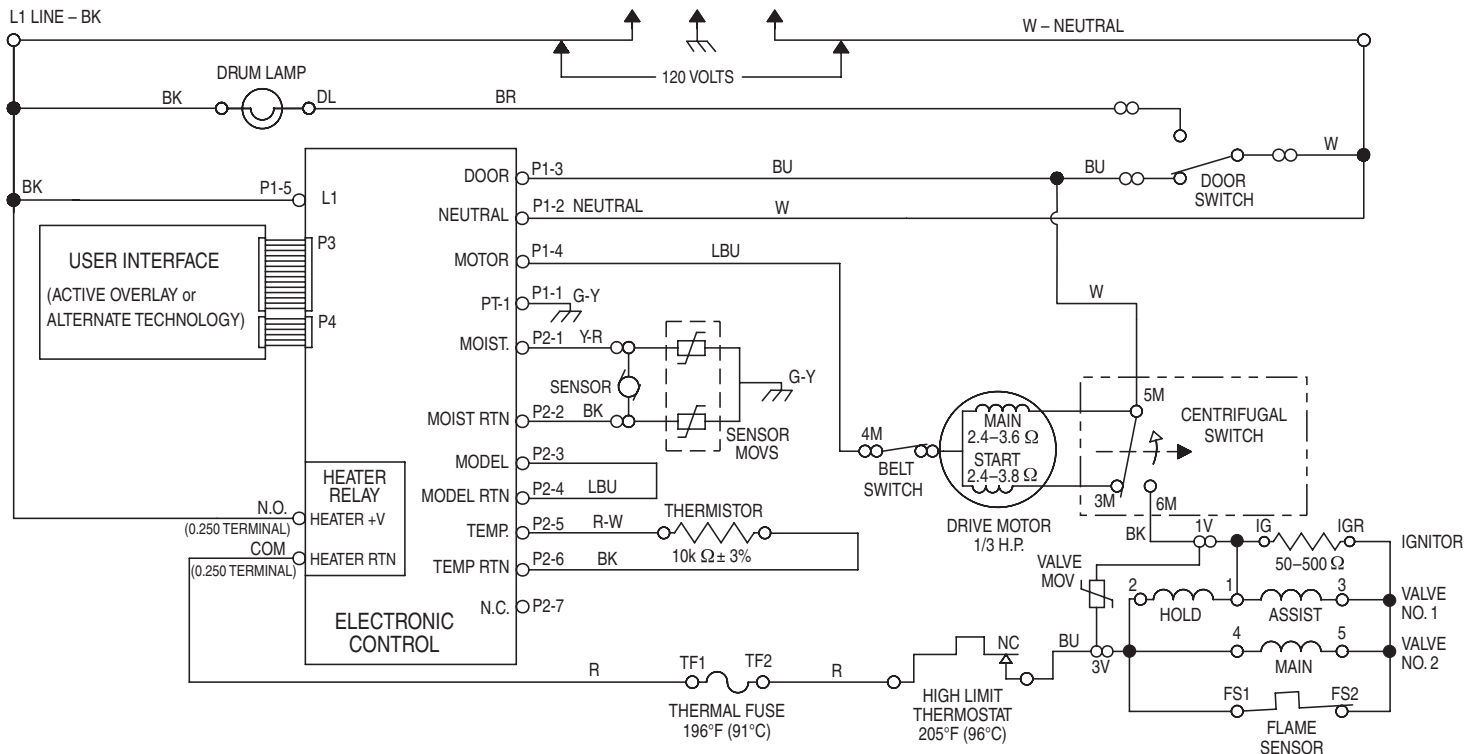 L1 LINE – BK
W – NEUTRAL
120 VOLTS
DRUM LAMP
BK
DL
BR
W
DOOR
SWITCH
BU
BU
BK
P1-5
L1
DOOR
P1-3
NEUTRAL
P1-2 NEUTRAL
W
MOTOR
P1-4
LBU
PT-1
P1-1
G-Y
MOIST.
P2-1
Y-R
SENSOR
G-Y
MOIST RTN
P2-2
BK
SENSOR
MOVS
MODEL
P2-3
MODEL RTN
P2-4
LBU
TEMP.
P2-5
R-W
THERMISTOR
10k Ω ± 3%
TEMP RTN
P2-6
BK
N.C.
P2-7
USER INTERFACE
(ACTIVE OVERLAY or
ALTERNATE TECHNOLOGY)
P3
P4
HEATER
RELAY
N.O.
(0.250 TERMINAL)
HEATER +V
COM
(0.250 TERMINAL)
HEATER RTN
ELECTRONIC
CONTROL
W
5M
CENTRIFUGAL
SWITCH
MAIN
2.4–3.6 Ω
START
2.4–3.8 Ω
4M
BELT
SWITCH
3M
6M
DRIVE MOTOR
1/3 H.P.
BK
1V
IG
IGR
IGNITOR
50–500 Ω
VALVE
MOV
2
HOLD
1
ASSIST
3
VALVE
NO. 1
4
MAIN
5
VALVE
NO. 2
BU
3V
FS1
FS2
FLAME
SENSOR
R
TF1
TF2
R
THERMAL FUSE
196°F (91°C)
NC
HIGH LIMIT
THERMOSTAT
205°F (96°C)